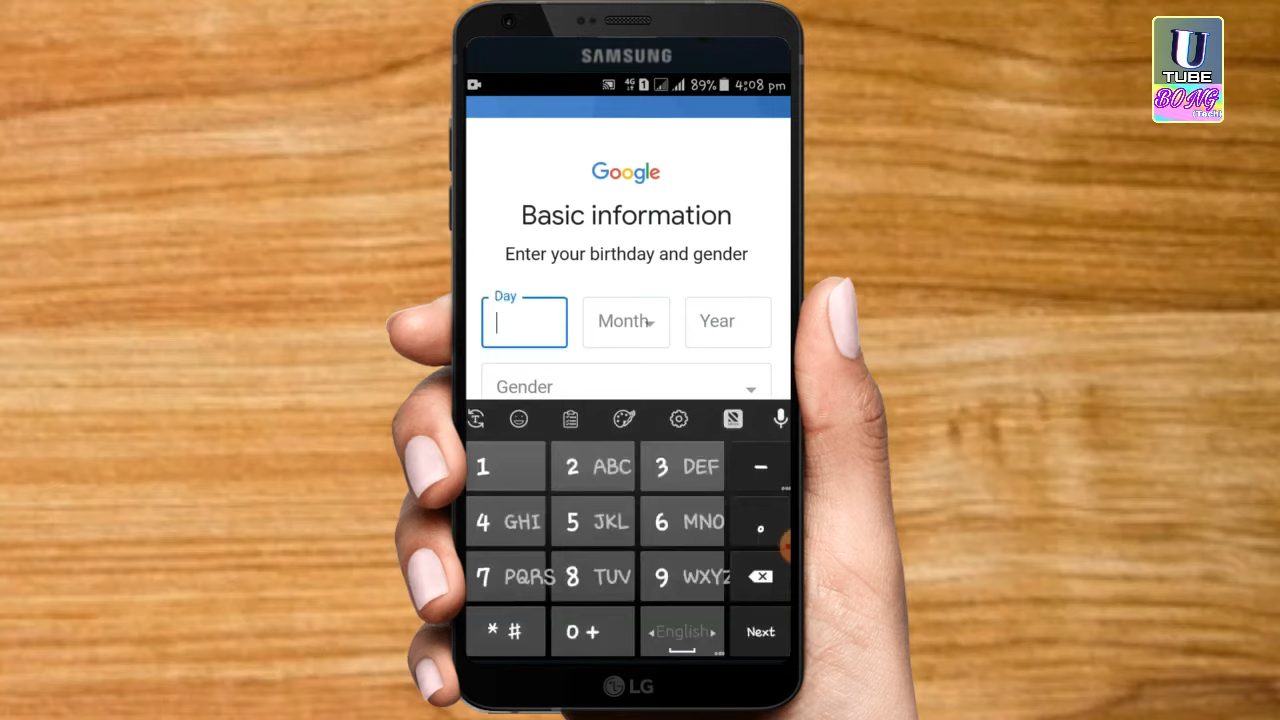 SAMSUNG
4G 1 89% 4:08 pm
Google
Basic information
Enter your birthday and gender
Day
Month
Year
Gender
1
2 ABC
3 DEF
-
4 GHI
5 JKL
6 MNO
.
7 PQRS
8 TUV
9 WXYZ
* #
0 +
English
Next
LG
U
TUBE
BONG
(Tech)